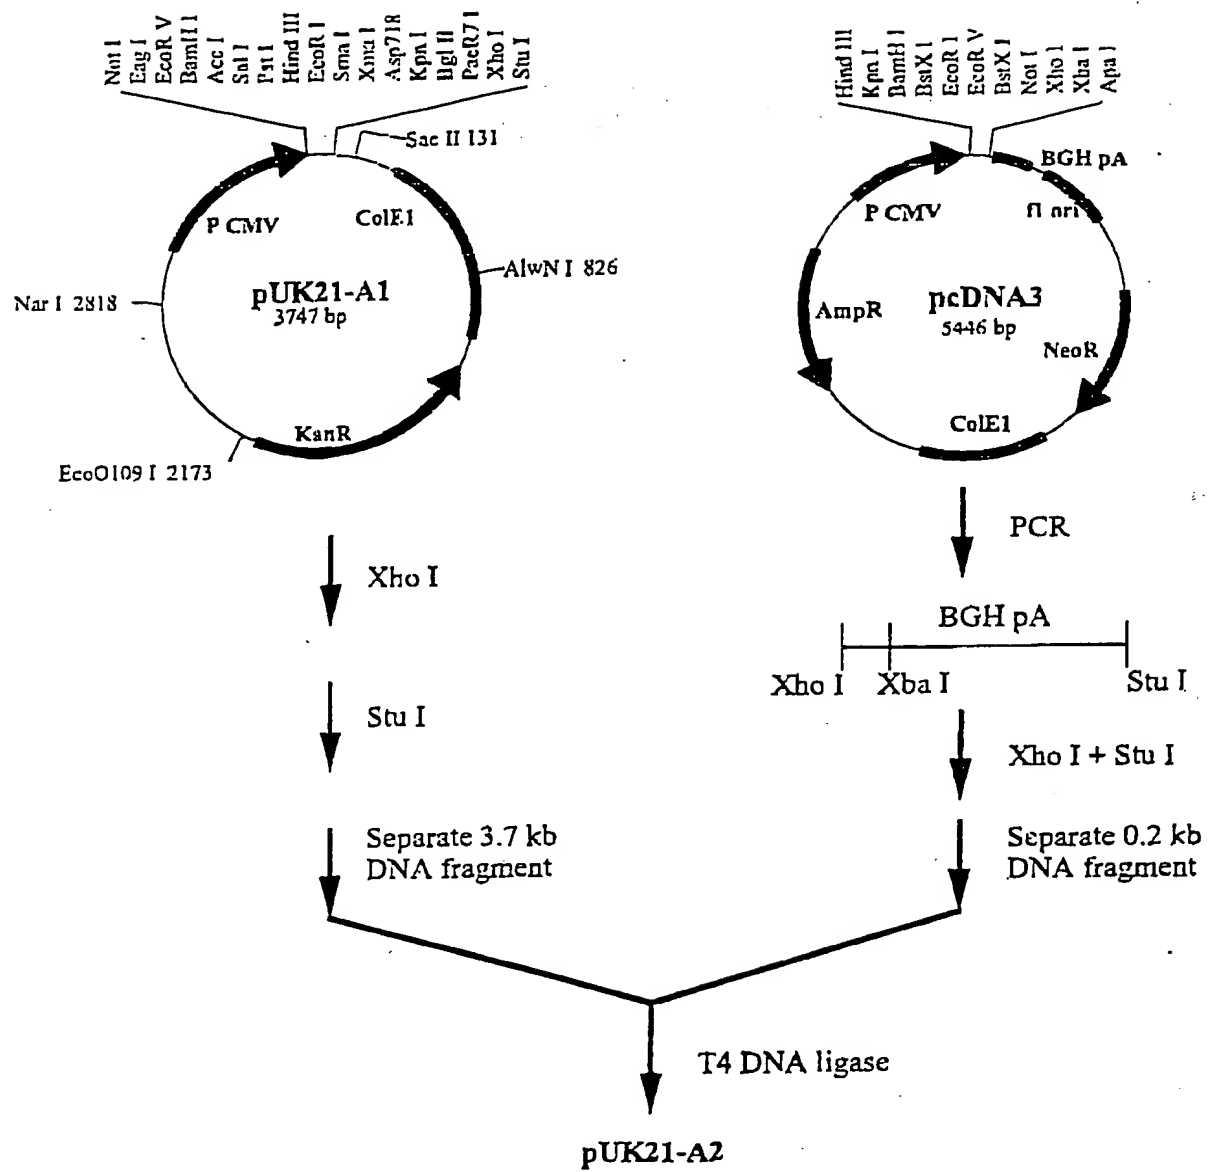 Not I
Eag I
EcoR V
BamH I
Acc I
Sal I
Pst I
Hind III
EcoR I
Sma I
Xma I
Asp718
Kpn I
Bgl II
PaeR7 I
Xho I
Stu I
Sac II 131
P CMV
ColE1
AlwN I 826
pUK21-A1
3747 bp
Nar I 2818
KanR
EcoO109 I 2173
Hind III
Kpn I
BamH I
BstX I
EcoR I
EcoR V
BstX I
Not I
Xho I
Xba I
Apa I
BGH pA
P CMV
f1 ori
AmpR
pcDNA3
5446 bp
NeoR
ColE1
Xho I
Stu I
Separate 3.7 kb
DNA fragment
PCR
BGH pA
Xho I
Xba I
Stu I
Xho I + Stu I
Separate 0.2 kb
DNA fragment
T4 DNA ligase
pUK21-A2